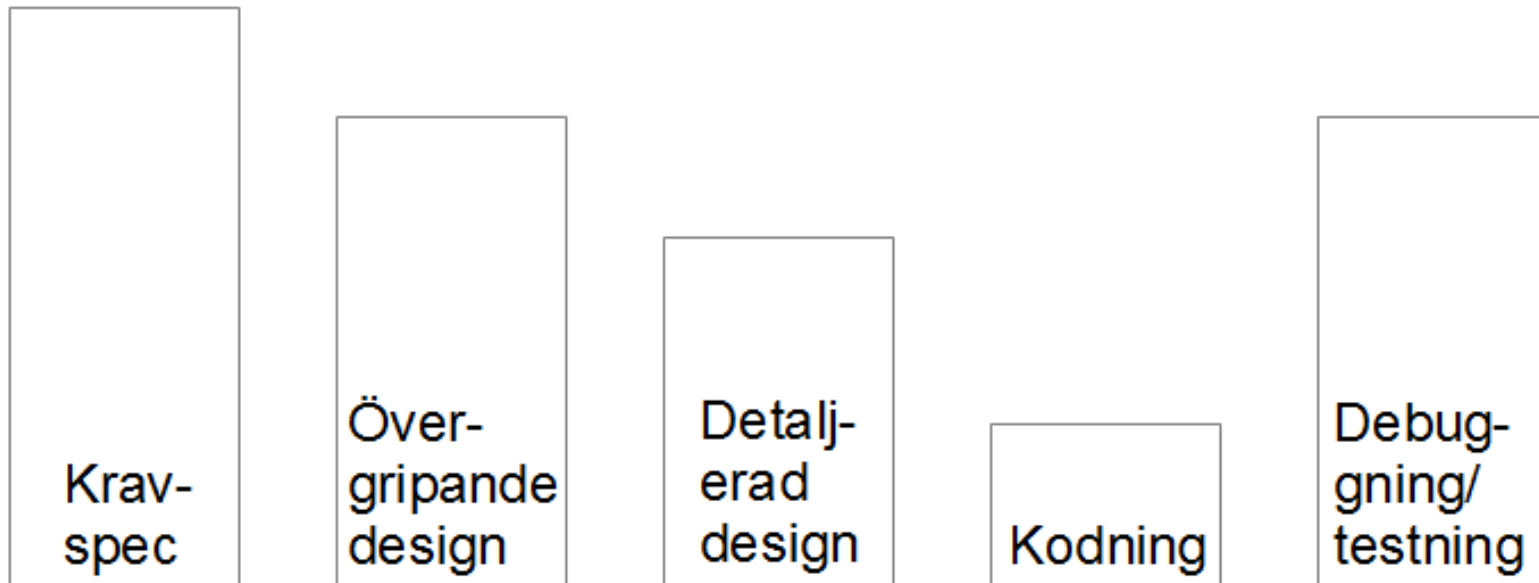 Krav-
spec
Över-
gripande
design
Detalj-
erad
design
Kodning
Debug-
gning/
testning